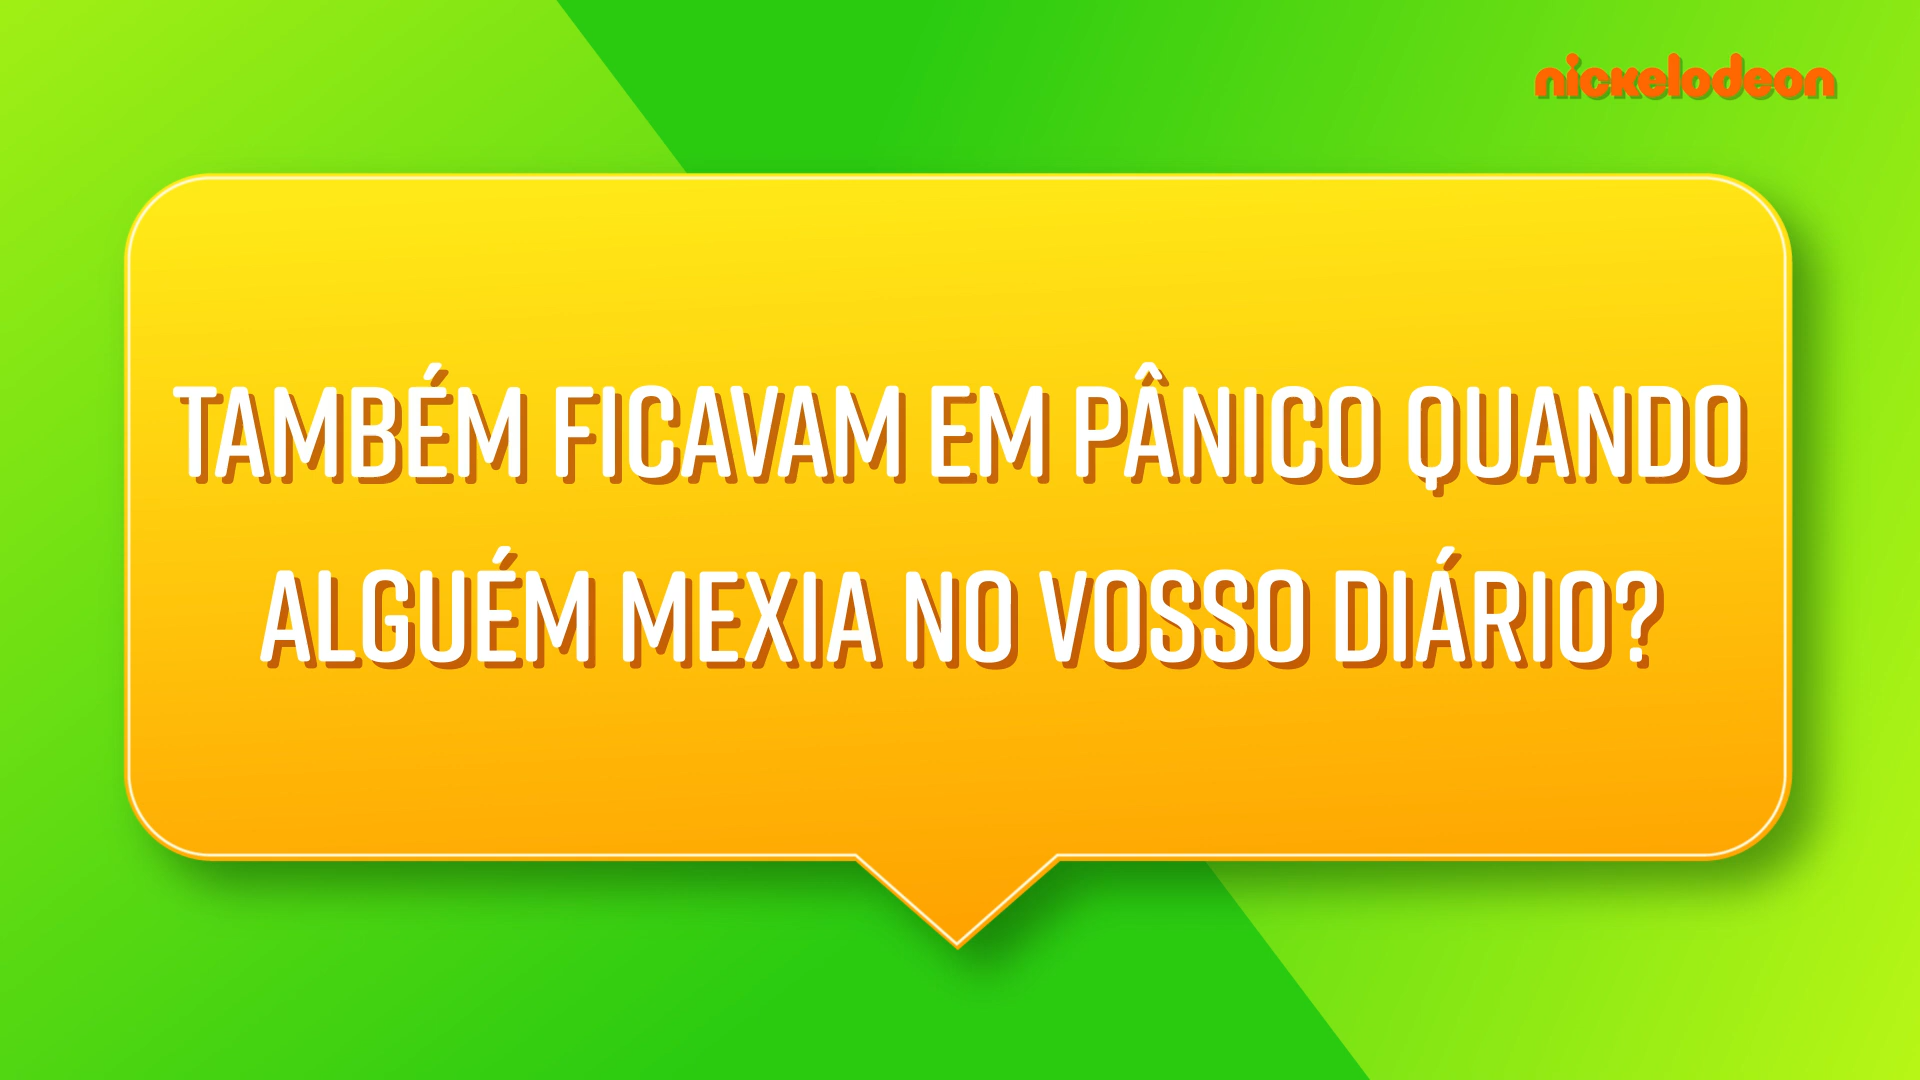 nickelodeon
TAMBÉM FICAVAM EM PÂNICO QUANDO
ALGUÉM MEXIA NO VOSSO DIÁRIO?